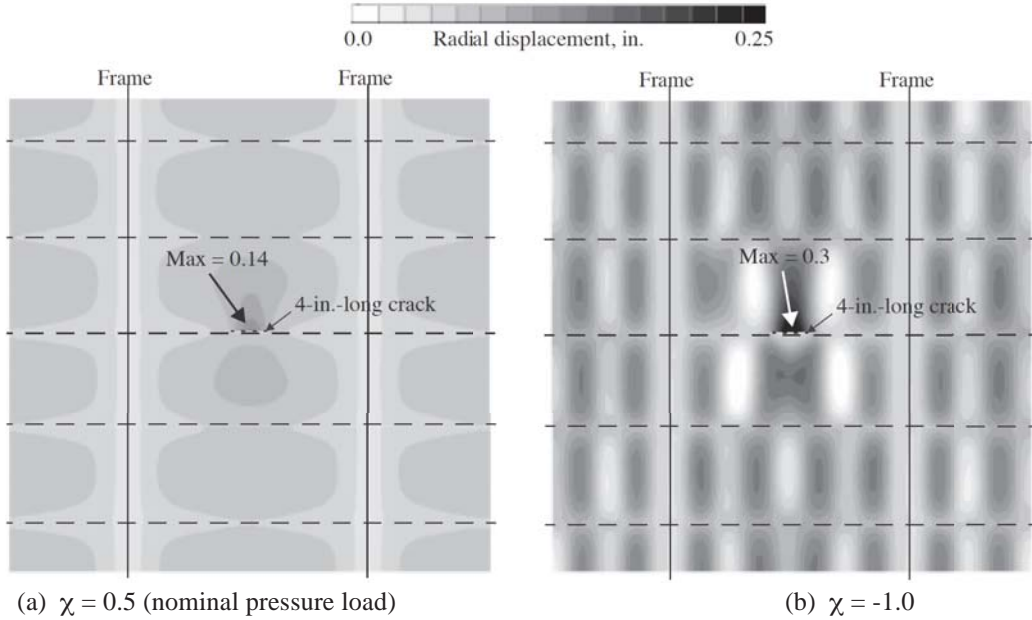 0.0 Radial displacement, in. 0.25
Frame Frame
Max = 0.14
4-in.-long crack
(a) χ = 0.5 (nominal pressure load)
Frame Frame
Max = 0.3
4-in.-long crack
(b) χ = -1.0